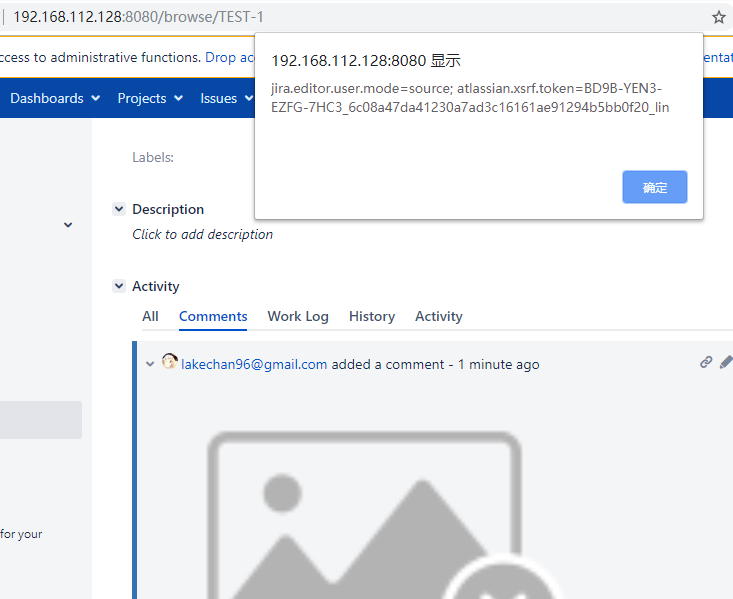 192.168.112.128:8080/browse/TEST-1
ccess to administrative functions. Drop acc
192.168.112.128:8080 显示
jira.editor.user.mode=source; atlassian.xsrf.token=BD9B-YEN3-
EZFG-7HC3_6c08a47da41230a7ad3c16161ae91294b5bb0f20_lin
确定
entat
Dashboards Projects Issues
Labels:
Description
Click to add description
Activity
All Comments Work Log History Activity
lakechan96@gmail.com added a comment - 1 minute ago
for your